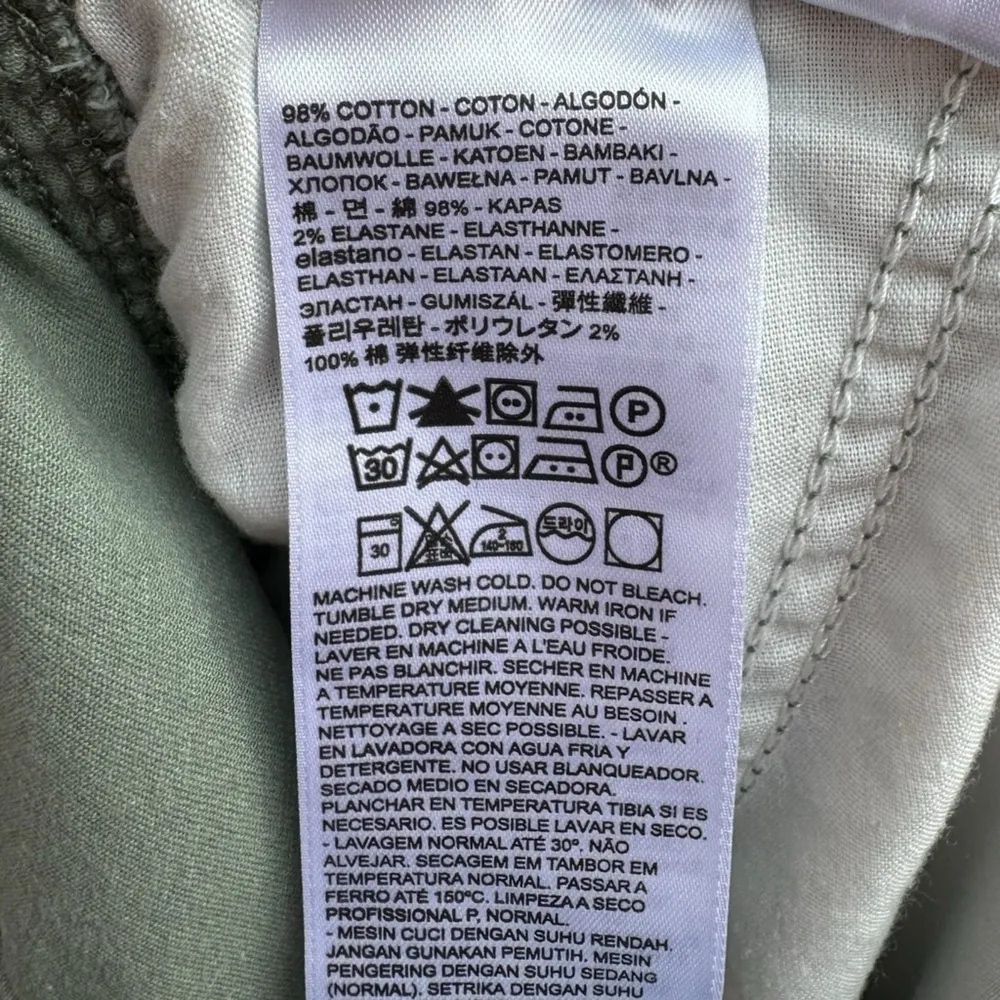 98% COTTON - COTON - ALGODÓN -
ALGODÃO - PAMUK - COTONE -
BAUMWOLLE - KATOEN - BAMBAKI -
ХЛОПОК - BAWEŁNA - PAMUT - BAVLNA -
棉 - 면 - 綿 98% - KAPAS
2% ELASTANE - ELASTHANNE -
elastano - ELASTAN - ELASTOMERO -
ELASTHAN - ELASTAAN - ΕΛΑΣΤΑΝΗ -
ЭЛАСТАН - GUMISZÁL - 彈性纖維 -
폴리우레탄 - ポリウレタン 2%
100% 棉 弹性纤维除外
P
30 P ®
30 2 140~160 드라이
MACHINE WASH COLD. DO NOT BLEACH.
TUMBLE DRY MEDIUM. WARM IRON IF
NEEDED. DRY CLEANING POSSIBLE -
LAVER EN MACHINE A L'EAU FROIDE.
NE PAS BLANCHIR. SECHER EN MACHINE
A TEMPERATURE MOYENNE. REPASSER A
TEMPERATURE MOYENNE AU BESOIN .
NETTOYAGE A SEC POSSIBLE. - LAVAR
EN LAVADORA CON AGUA FRIA Y
DETERGENTE. NO USAR BLANQUEADOR.
SECADO MEDIO EN SECADORA.
PLANCHAR EN TEMPERATURA TIBIA SI ES
NECESARIO. ES POSIBLE LAVAR EN SECO.
- LAVAGEM NORMAL ATÉ 30º. NÃO
ALVEJAR. SECAGEM EM TAMBOR EM
TEMPERATURA NORMAL. PASSAR A
FERRO ATÉ 150ºC. LIMPEZA A SECO
PROFISSIONAL P, NORMAL.
- MESIN CUCI DENGAN SUHU RENDAH.
JANGAN GUNAKAN PEMUTIH. MESIN
PENGERING DENGAN SUHU SEDANG
(NORMAL). SETRIKA DENGAN SUHU